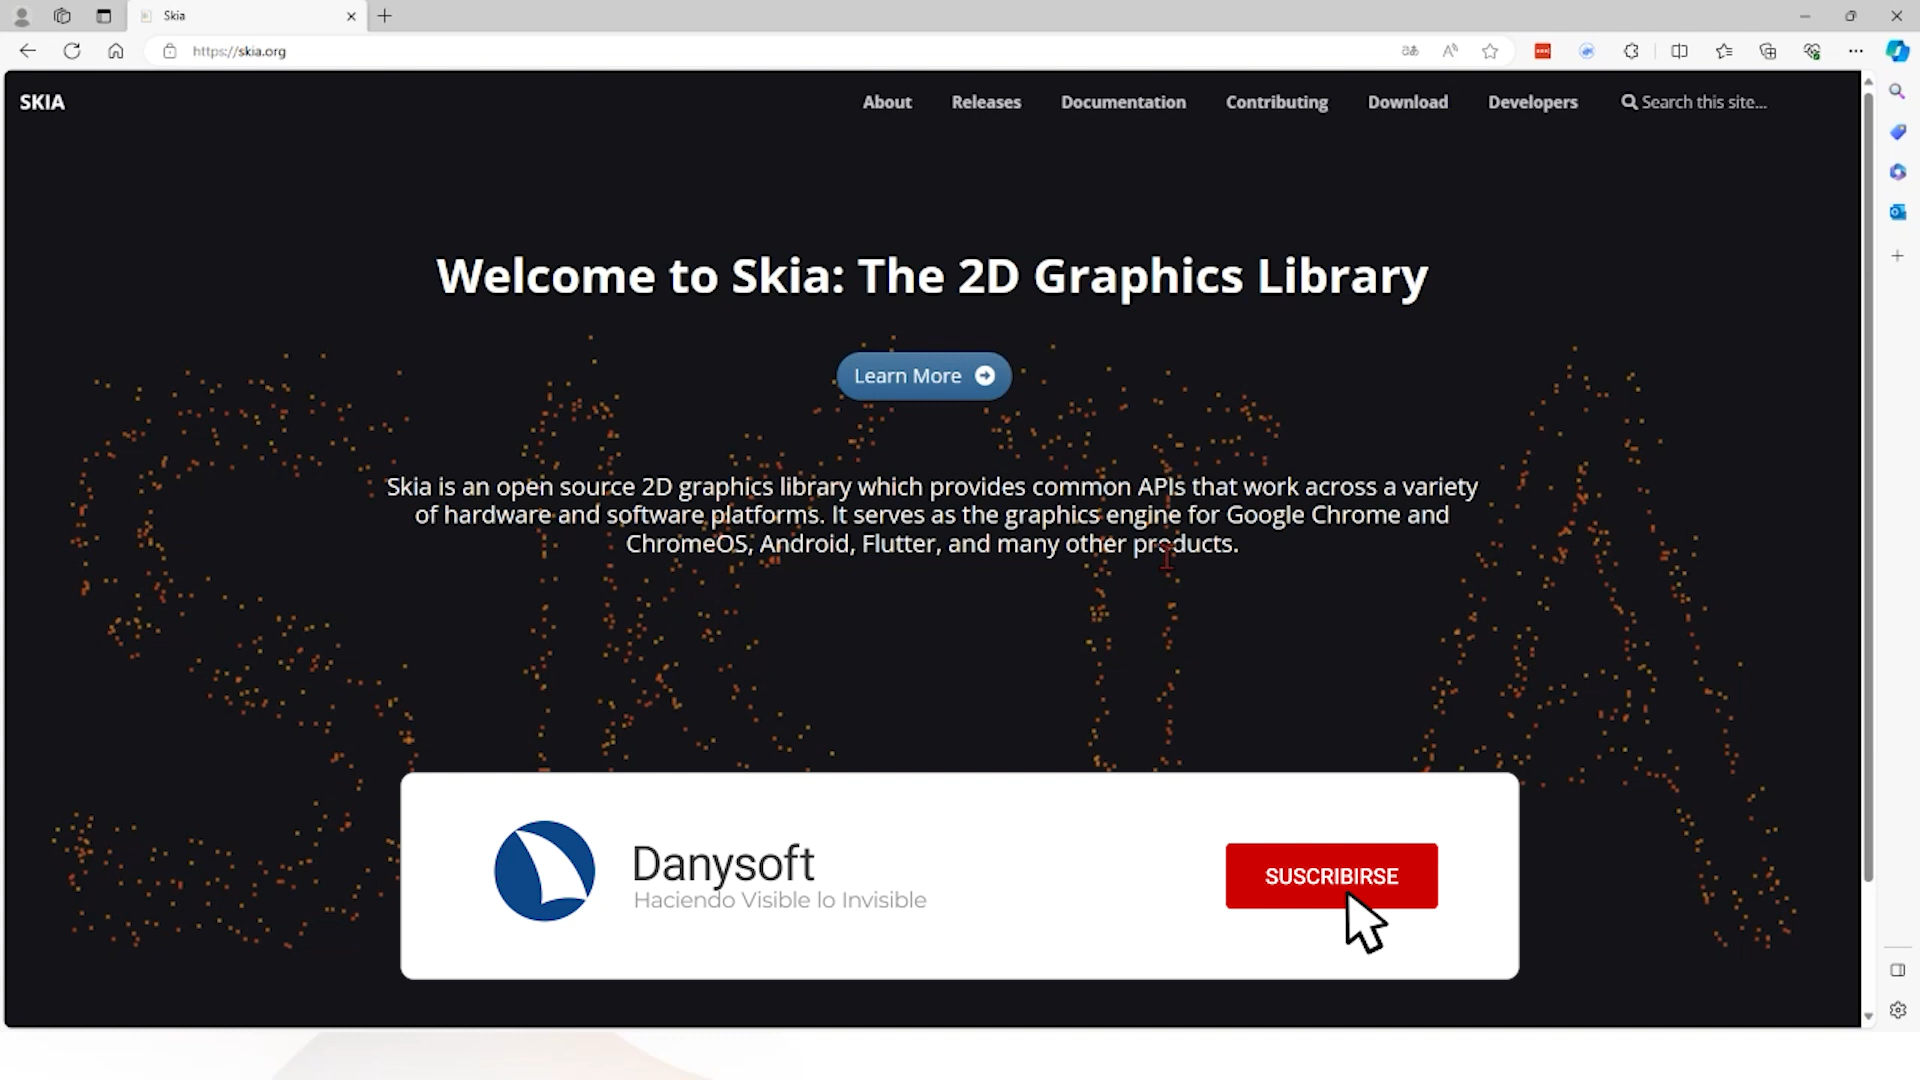 Skia
https://skia.org
SKIA
About
Releases
Documentation
Contributing
Download
Developers
Search this site...
Welcome to Skia: The 2D Graphics Library
Learn More
Skia is an open source 2D graphics library which provides common APIs that work across a variety
of hardware and software platforms. It serves as the graphics engine for Google Chrome and
ChromeOS, Android, Flutter, and many other products.
SKIA
Danysoft
Haciendo Visible lo Invisible
SUSCRIBIRSE